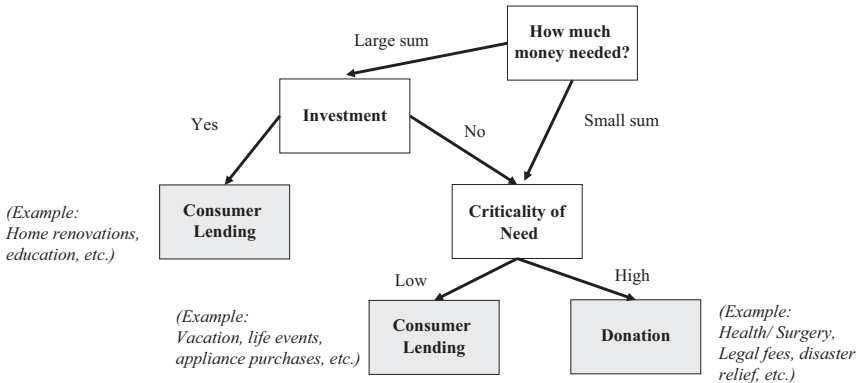 How much
money needed?
Large sum
Investment
Small sum
Yes
No
(Example:
Home renovations,
education, etc.)
Consumer
Lending
Criticality of
Need
Low
High
(Example:
Vacation, life events,
appliance purchases, etc.)
Consumer
Lending
Donation
(Example:
Health/ Surgery,
Legal fees, disaster
relief, etc.)